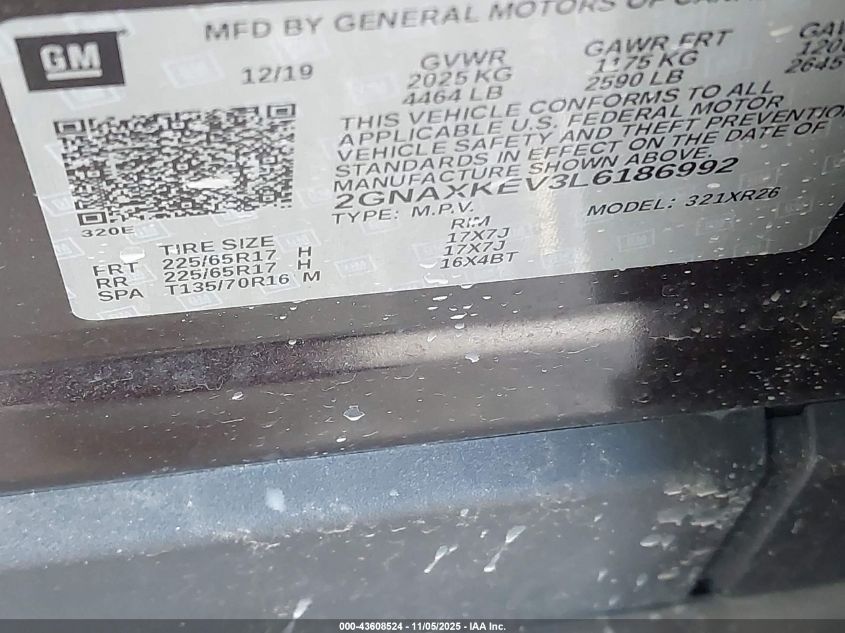 GM
MFD BY GENERAL MOTORS OF
12/19
GVWR GAWR FRT
2025 KG 1175 KG
4464 LB 2590 LB 2645
THIS VEHICLE CONFORMS TO ALL
APPLICABLE U.S. FEDERAL MOTOR
VEHICLE SAFETY AND THEFT PREVENTION
STANDARDS IN EFFECT ON THE DATE OF
MANUFACTURE SHOWN ABOVE.
2GNAXKEV3L6186992
TYPE: M.P.V. MODEL: 321XR26
320E
TIRE SIZE RIM
FRT 225/65R17 H 17X7J
RR 225/65R17 H 17X7J
SPA T135/70R16 M 16X4BT
000-43608524 - 11/05/2025 - IAA Inc.